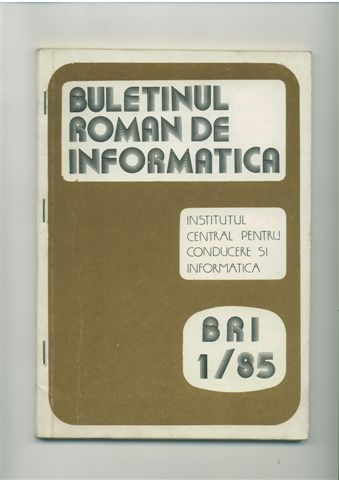 BULETINUL
ROMAN DE
INFORMATICA
INSTITUTUL
CENTRAL PENTRU
CONDUCERE SI
INFORMATICA
BRI
1/85